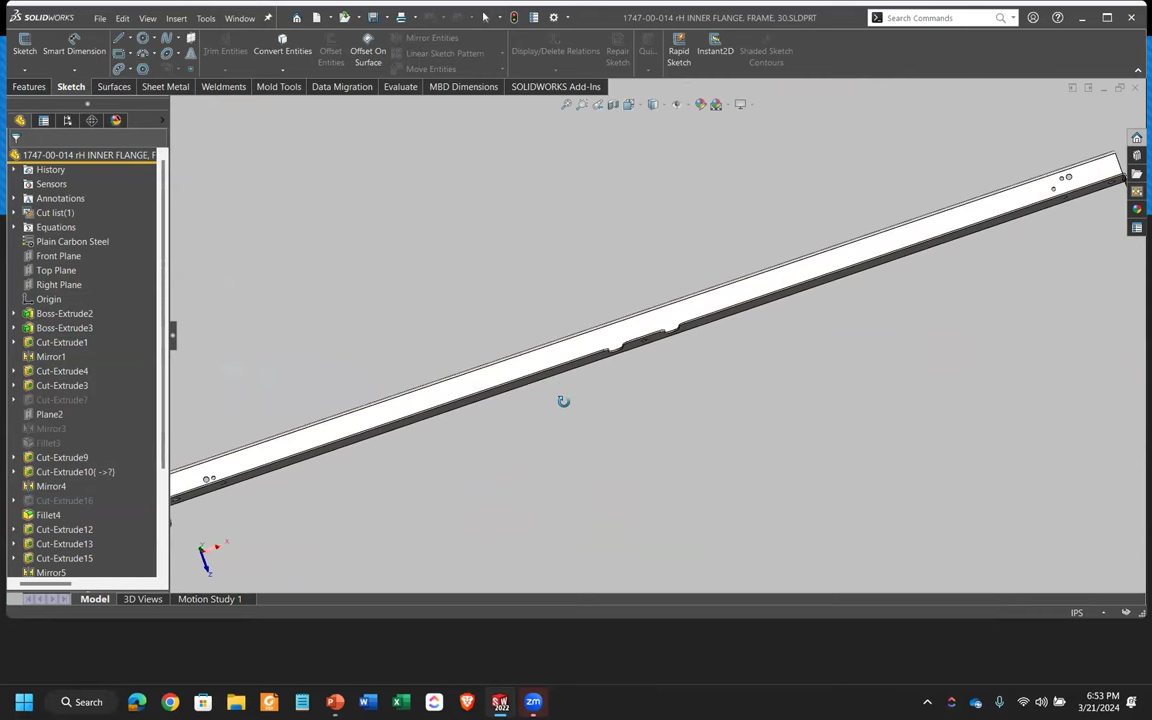 SOLIDWORKS File Edit View Insert Tools Window 1747-00-014 rH INNER FLANGE, FRAME, 30.SLDPRT Search Commands
Sketch Smart Dimension Trim Entities Convert Entities Offset Entities Offset On Surface Mirror Entities Linear Sketch Pattern Move Entities Display/Delete Relations Repair Sketch Qui... Rapid Sketch Instant2D Shaded Sketch Contours
Features Sketch Surfaces Sheet Metal Weldments Mold Tools Data Migration Evaluate MBD Dimensions SOLIDWORKS Add-Ins
1747-00-014 rH INNER FLANGE, F
History
Sensors
Annotations
Cut list(1)
Equations
Plain Carbon Steel
Front Plane
Top Plane
Right Plane
Origin
Boss-Extrude2
Boss-Extrude3
Cut-Extrude1
Mirror1
Cut-Extrude4
Cut-Extrude3
Cut-Extrude7
Plane2
Mirror3
Fillet3
Cut-Extrude9
Cut-Extrude10{ ->?}
Mirror4
Cut-Extrude16
Fillet4
Cut-Extrude12
Cut-Extrude13
Cut-Extrude15
Mirror5
X
Z
Model 3D Views Motion Study 1
IPS
Search
6:53 PM
3/21/2024